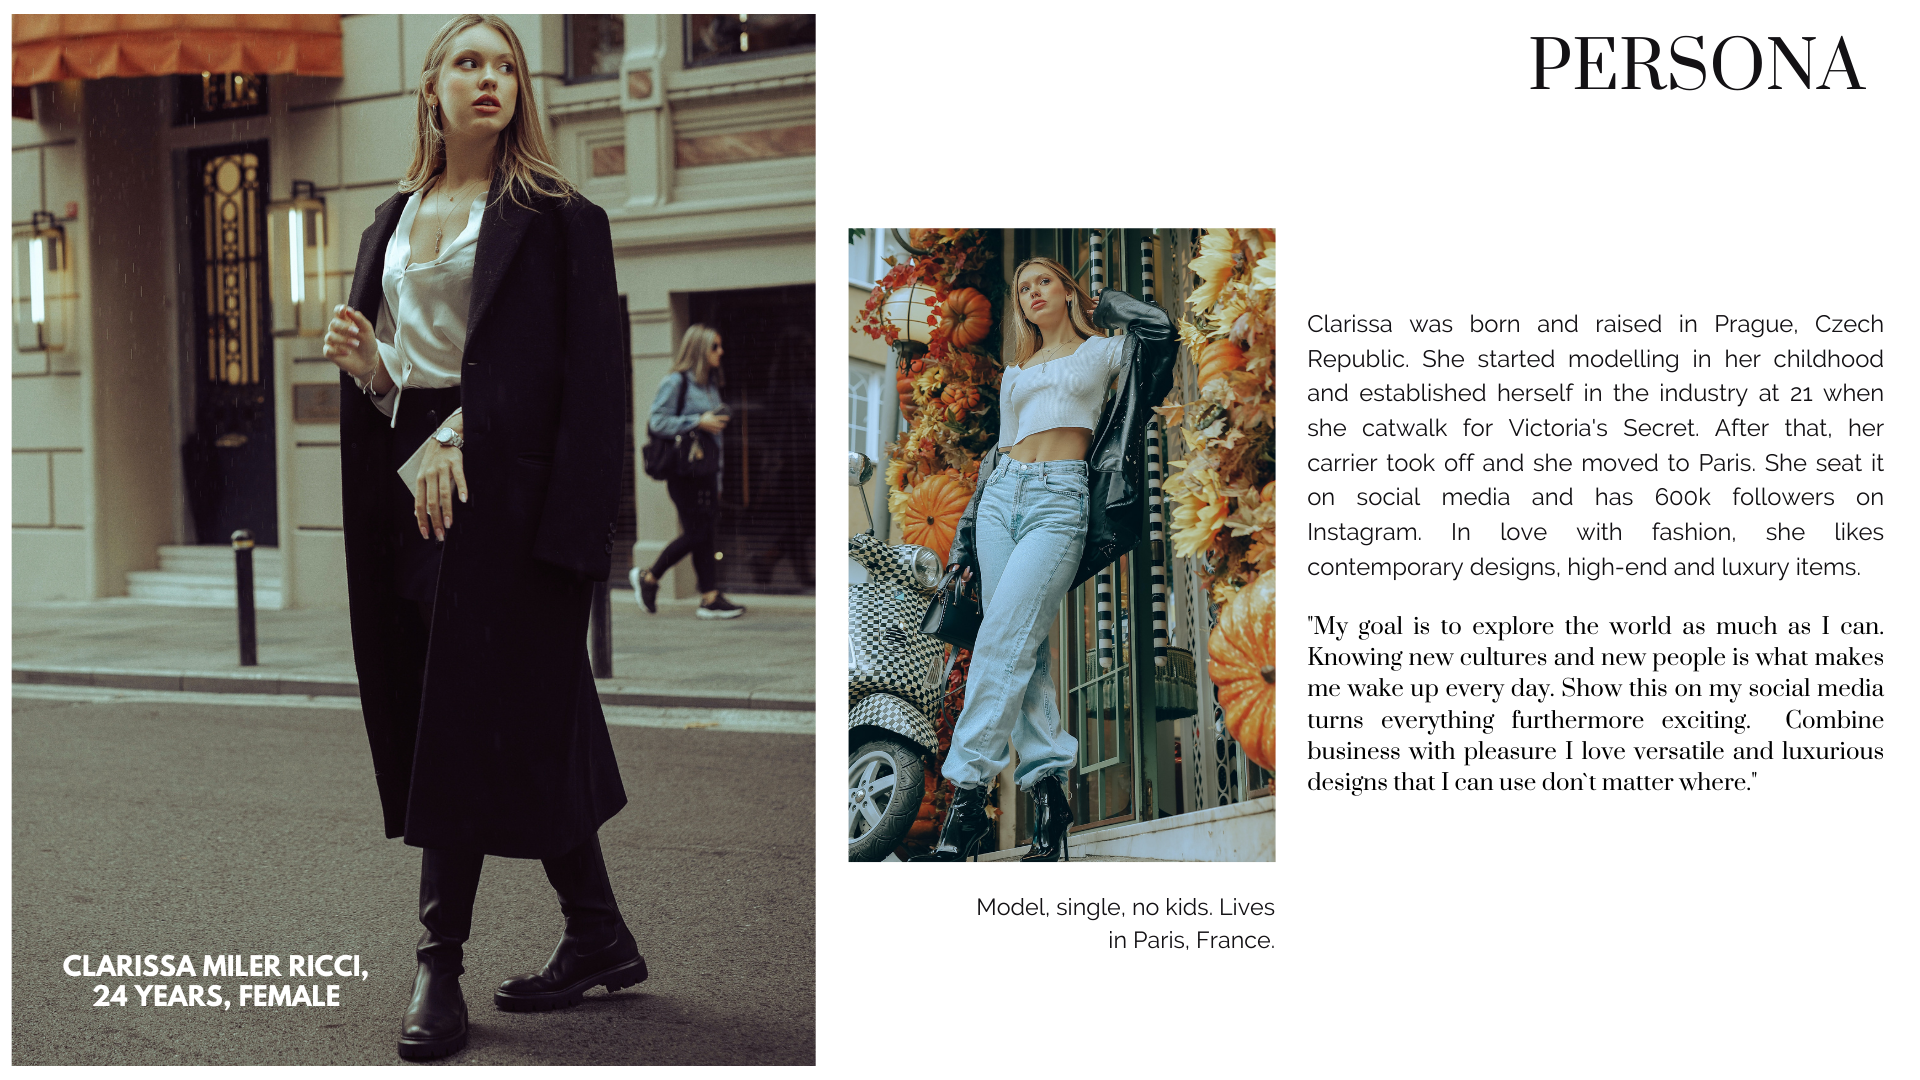 PERSONA
CLARISSA MILER RICCI,
24 YEARS, FEMALE
Model, single, no kids. Lives
in Paris, France.
Clarissa was born and raised in Prague, Czech
Republic. She started modelling in her childhood
and established herself in the industry at 21 when
she catwalk for Victoria's Secret. After that, her
carrier took off and she moved to Paris. She seat it
on social media and has 600k followers on
Instagram. In love with fashion, she likes
contemporary designs, high-end and luxury items.
"My goal is to explore the world as much as I can.
Knowing new cultures and new people is what makes
me wake up every day. Show this on my social media
turns everything furthermore exciting. Combine
business with pleasure I love versatile and luxurious
designs that I can use don`t matter where."